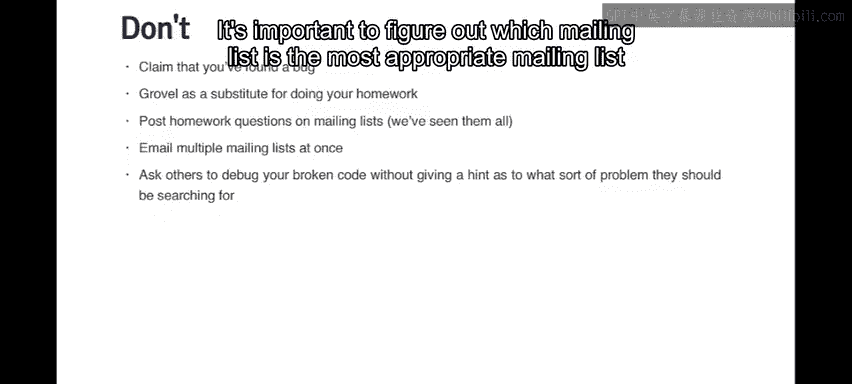 Don't
It's important to figure out which mailing
list is the most appropriate mailing list
· Claim that you've found a bug
· Grovel as a substitute for doing your homework
· Post homework questions on mailing lists (we've seen them all)
· Email multiple mailing lists at once
· Ask others to debug your broken code without giving a hint as to what sort of problem they should
be searching for